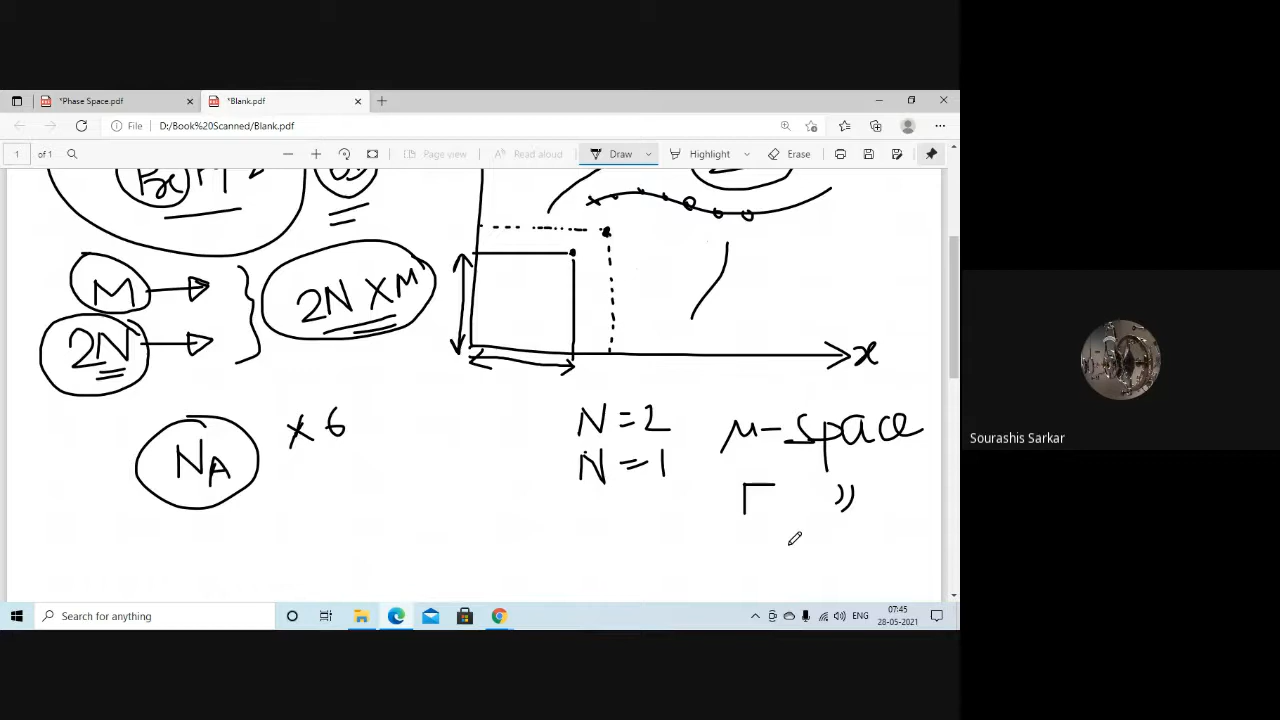 *Phase Space.pdf
*Blank.pdf
File D:/Book%20Scanned/Blank.pdf
1 of 1 Page view Read aloud Draw Highlight Erase
M
2N
2N X M
x
N_A × 6
N = 2
N = 1
μ-space
Γ "
Sourashis Sarkar
Search for anything
ENG
07:45
28-05-2021